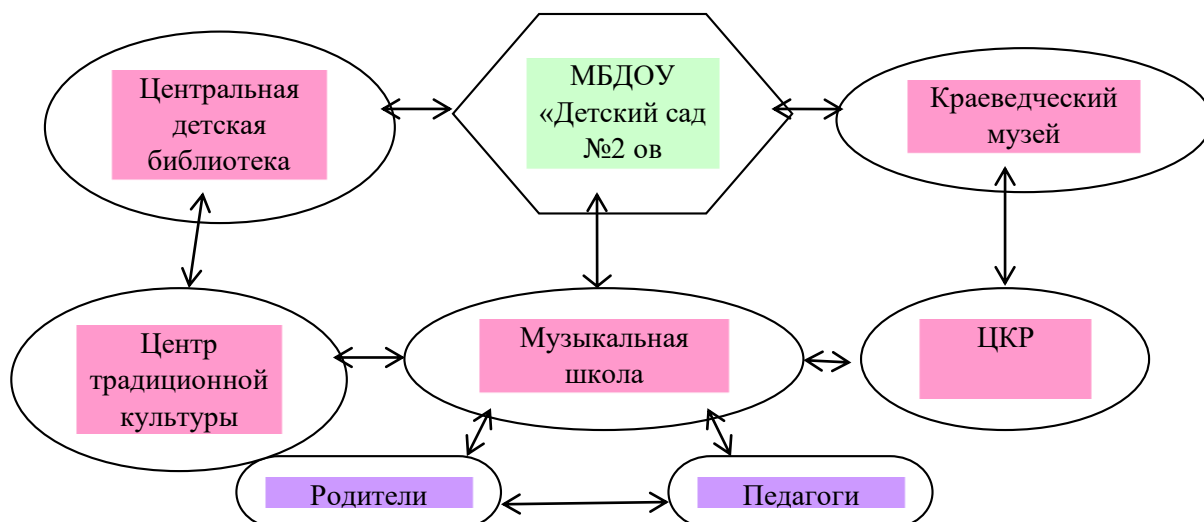 Центральная
детская
библиотека
МБДОУ
«Детский сад
№2 ов
Краеведческий
музей
Центр
традиционной
культуры
Музыкальная
школа
ЦКР
Родители
Педагоги